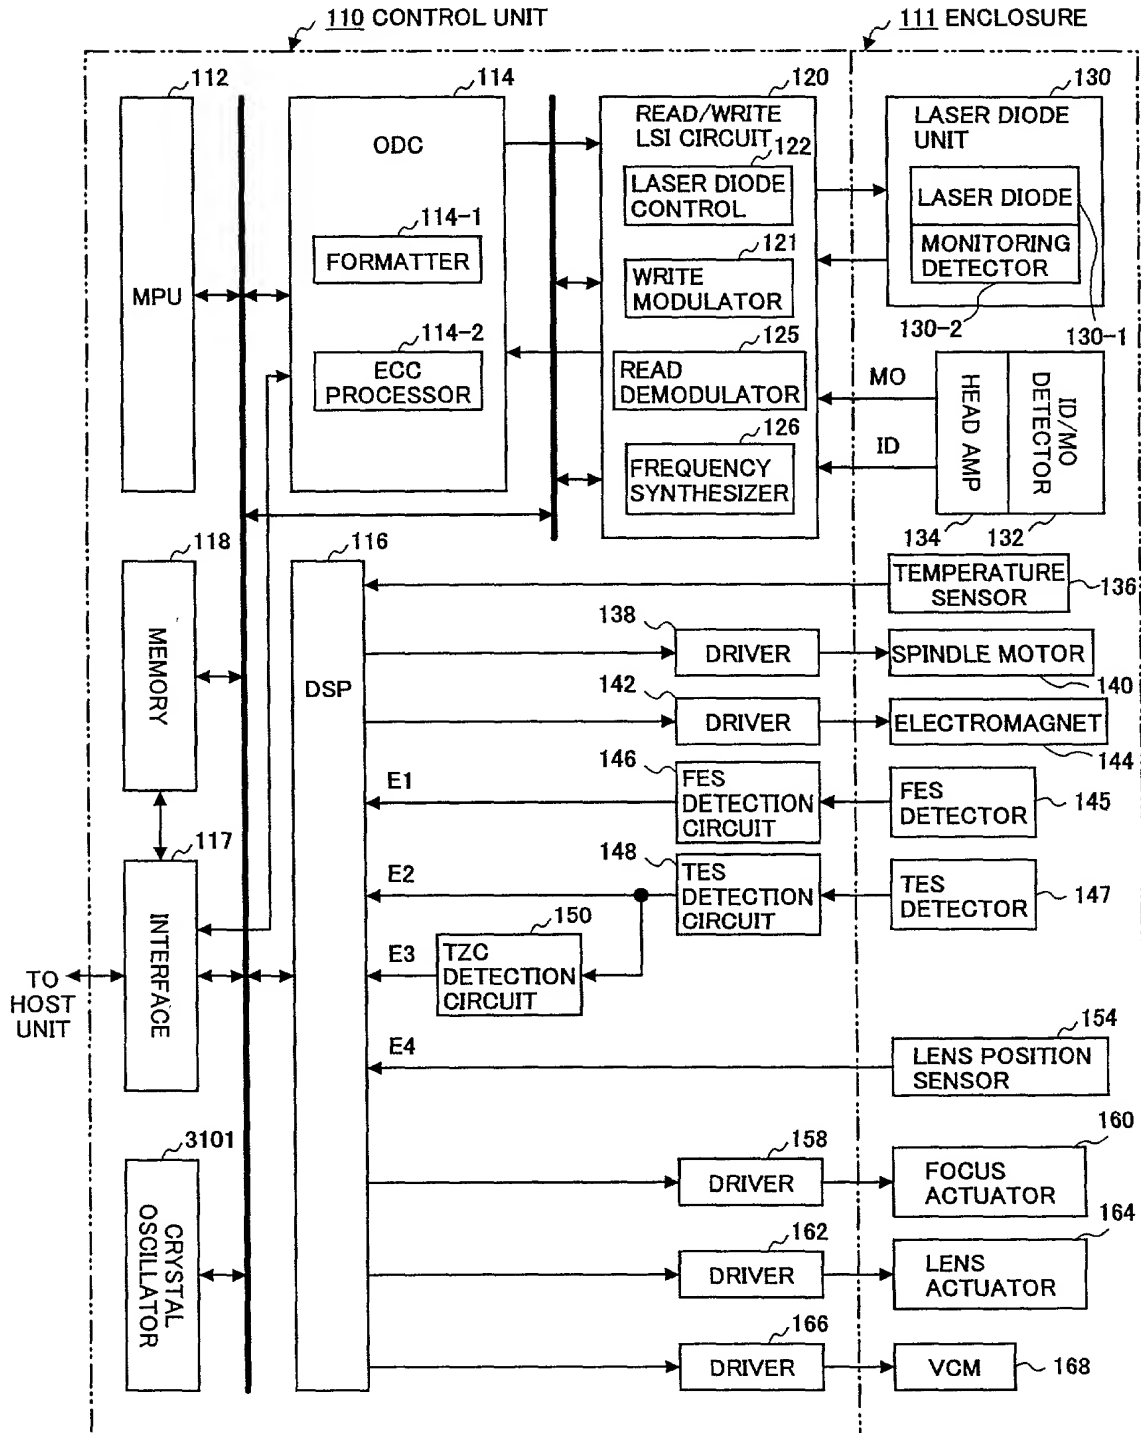 110 CONTROL UNIT
111 ENCLOSURE
112
MPU
114
ODC
114-1
FORMATTER
114-2
ECC
PROCESSOR
120
READ/WRITE
LSI CIRCUIT
122
LASER DIODE
CONTROL
121
WRITE
MODULATOR
125
READ
DEMODULATOR
126
FREQUENCY
SYNTHESIZER
130
LASER DIODE
UNIT
LASER DIODE
MONITORING
DETECTOR
130-2
130-1
MO
ID
HEAD AMP
ID/MO
DETECTOR
134
132
118
MEMORY
116
DSP
TEMPERATURE
SENSOR
136
138
DRIVER
SPINDLE MOTOR
140
142
DRIVER
ELECTROMAGNET
144
E1
146
FES
DETECTION
CIRCUIT
FES
DETECTOR
145
117
INTERFACE
TO
HOST
UNIT
E2
148
TES
DETECTION
CIRCUIT
TES
DETECTOR
147
E3
150
TZC
DETECTION
CIRCUIT
E4
154
LENS POSITION
SENSOR
3101
CRYSTAL
OSCILLATOR
158
DRIVER
160
FOCUS
ACTUATOR
162
DRIVER
164
LENS
ACTUATOR
166
DRIVER
VCM
168